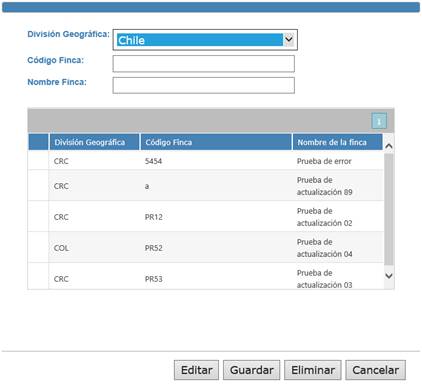 División Geográfica: Chile
Código Finca:
Nombre Finca:
1
División Geográfica Código Finca Nombre de la finca
CRC 5454 Prueba de error
CRC a Prueba de
actualización 89
CRC PR12 Prueba de
actualización 02
COL PR52 Prueba de
actualización 04
CRC PR53 Prueba de
actualización 03
Editar Guardar Eliminar Cancelar